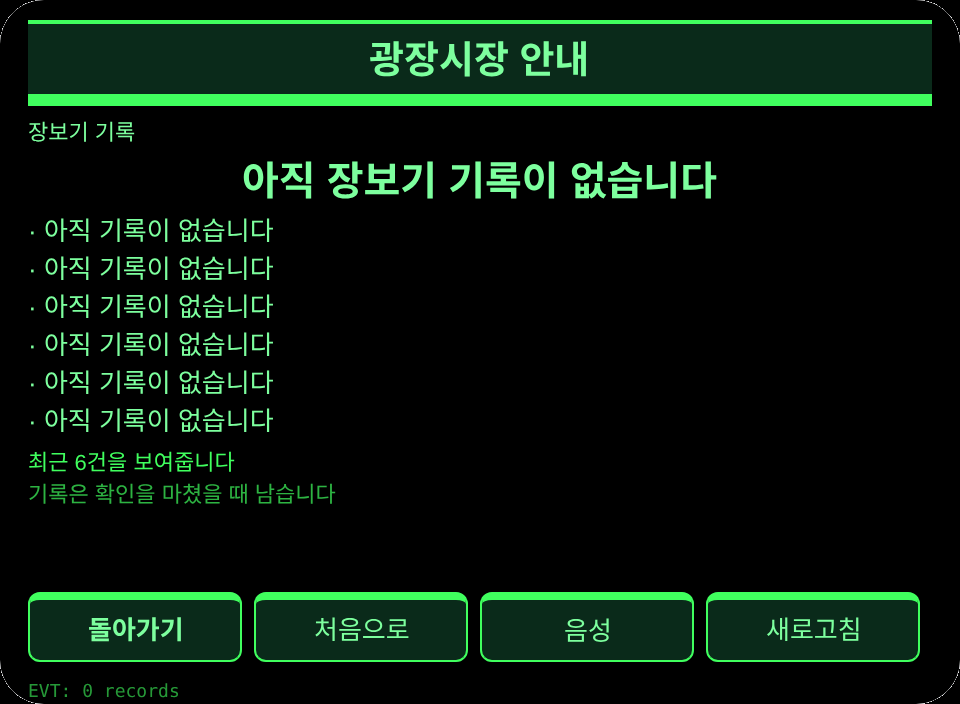 광장시장 안내
장보기 기록
아직 장보기 기록이 없습니다
· 아직 기록이 없습니다
· 아직 기록이 없습니다
· 아직 기록이 없습니다
· 아직 기록이 없습니다
· 아직 기록이 없습니다
· 아직 기록이 없습니다
최근 6건을 보여줍니다
기록은 확인을 마쳤을 때 남습니다
돌아가기 처음으로 음성 새로고침
EVT: 0 records